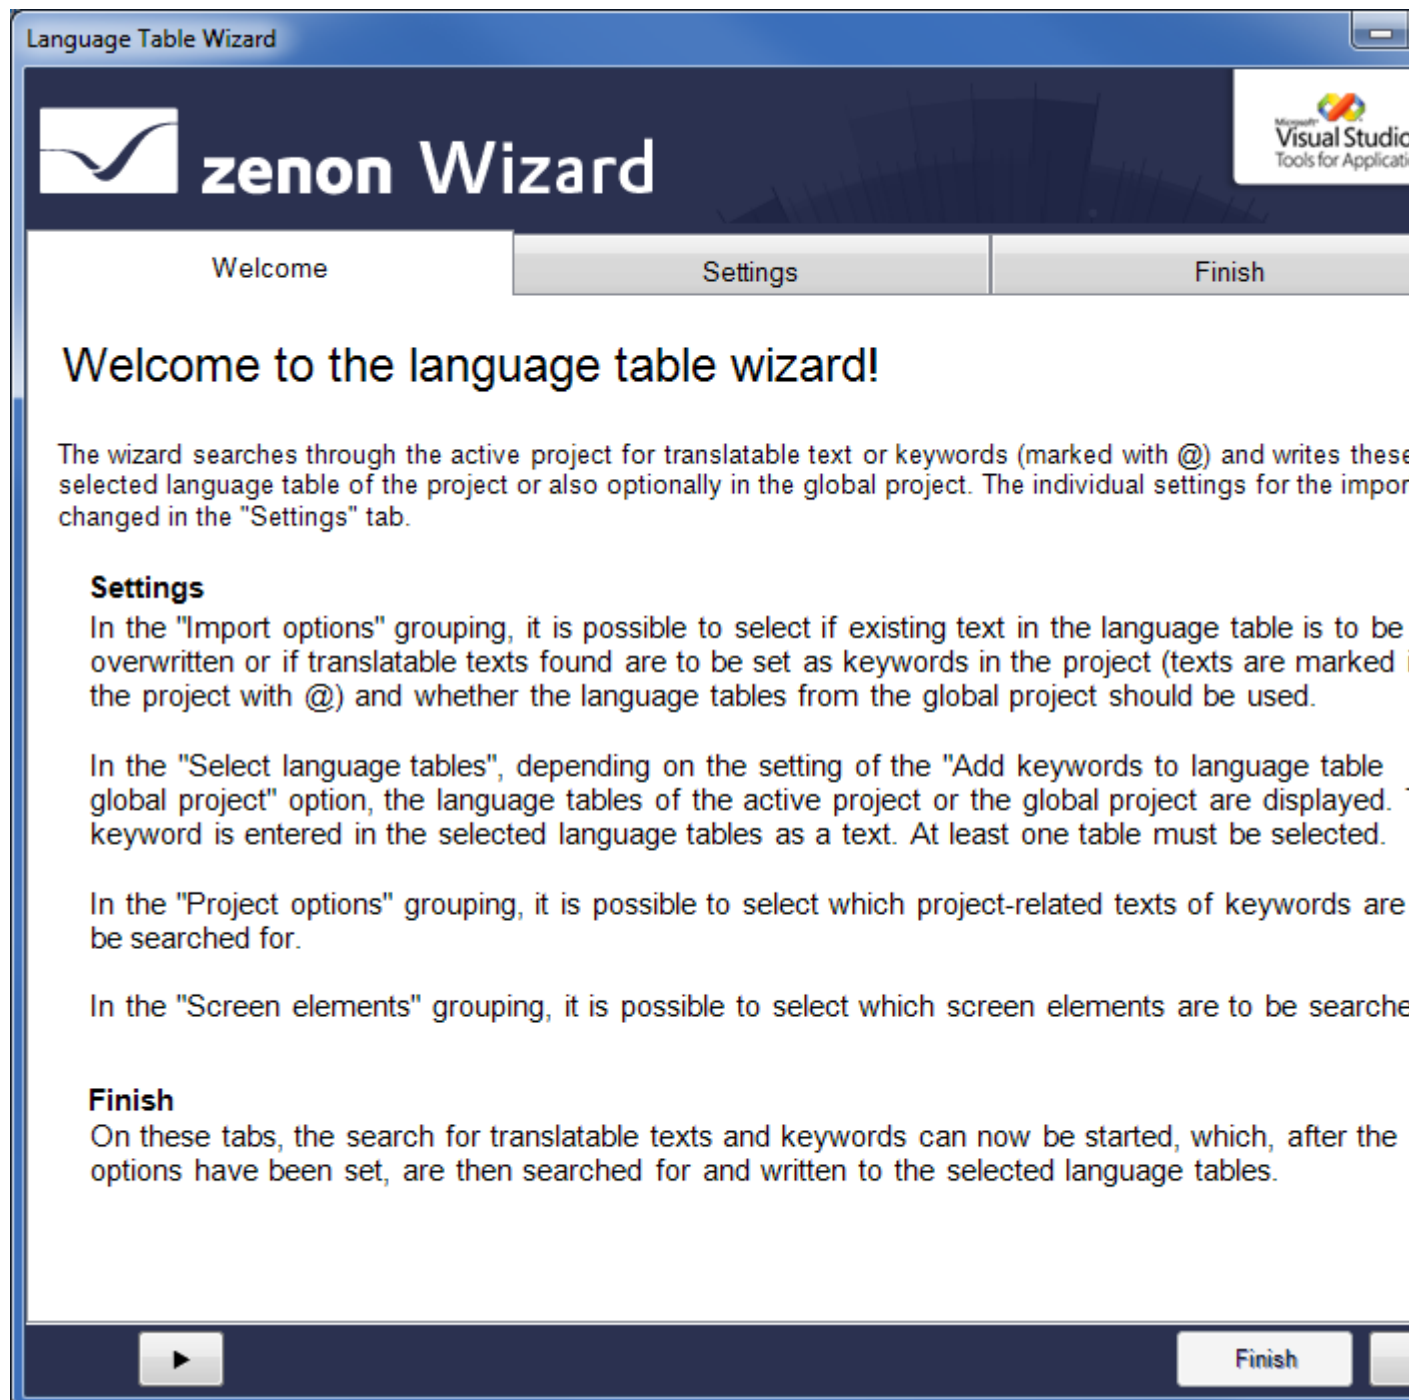 Language Table Wizard
zenon Wizard
Microsoft
Visual Studio
Tools for
Welcome
Settings
Finish
Welcome to the language table wizard!
The wizard searches through the active project for translatable text or keywords (marked with @) and writes these
selected language table of the project or also optionally in the global project. The individual settings for the
changed in the "Settings" tab.
Settings
In the "Import options" grouping, it is possible to select if existing text in the language table is to be
overwritten or if translatable texts found are to be set as keywords in the project (texts are marked
the project with @) and whether the language tables from the global project should be used.
In the "Select language tables", depending on the setting of the "Add keywords to language table
global project" option, the language tables of the active project or the global project are displayed.
keyword is entered in the selected language tables as a text. At least one table must be selected.
In the "Project options" grouping, it is possible to select which project-related texts of keywords are
be searched for.
In the "Screen elements" grouping, it is possible to select which screen elements are to be
Finish
On these tabs, the search for translatable texts and keywords can now be started, which, after the
options have been set, are then searched for and written to the selected language tables.
Finish